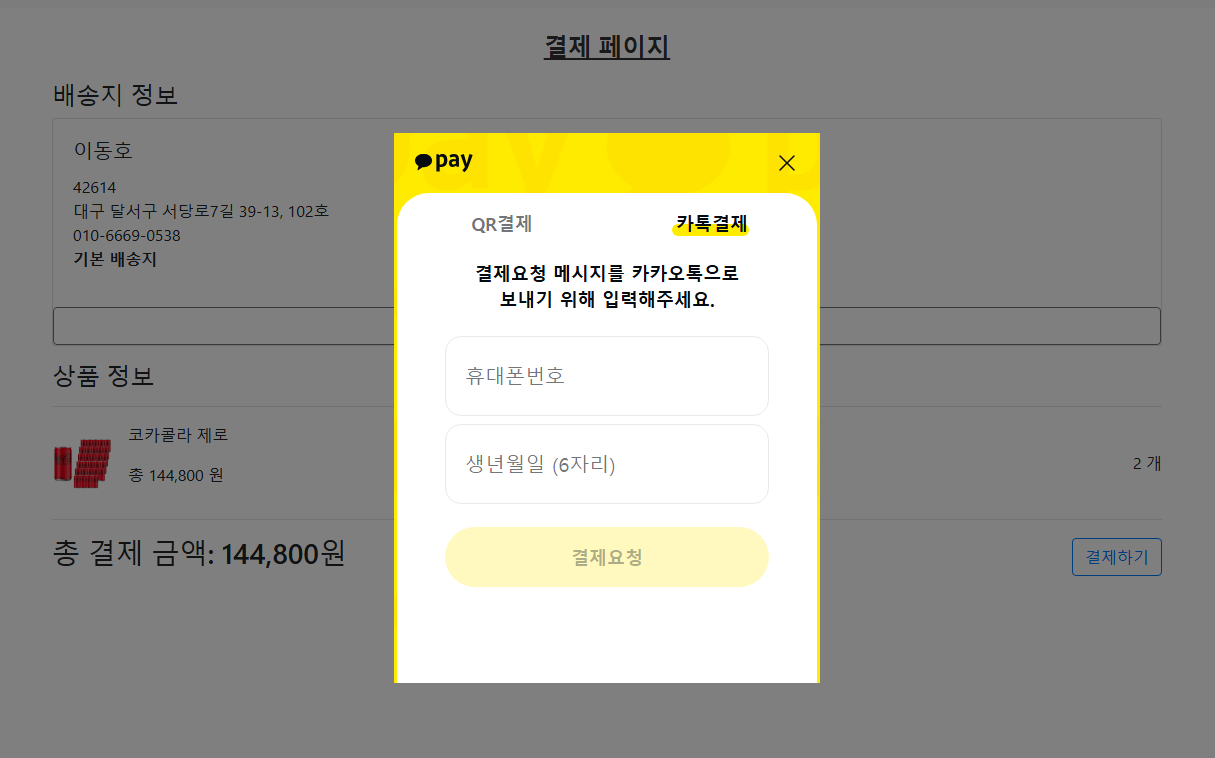 결제 페이지
배송지 정보
이동호
42614
대구 달서구 서당로7길 39-13, 102호
010-6669-0538
기본 배송지
상품 정보
코카콜라 제로
총 144,800 원
2 개
총 결제 금액: 144,800원
결제하기
pay
QR결제
카톡결제
결제요청 메시지를 카카오톡으로
보내기 위해 입력해주세요.
휴대폰번호
생년월일 (6자리)
결제요청